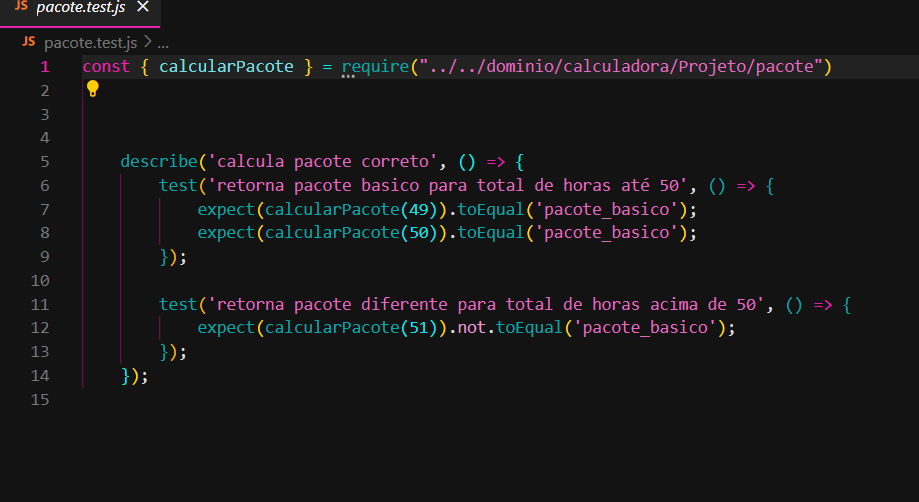 JS pacote.test.js ×
JS pacote.test.js > ...
1 const { calcularPacote } = require("../../dominio/calculadora/Projeto/pacote")
2
3
4
5 describe('calcula pacote correto', () => {
6 test('retorna pacote basico para total de horas até 50', () => {
7 expect(calcularPacote(49)).toEqual('pacote_basico');
8 expect(calcularPacote(50)).toEqual('pacote_basico');
9 });
10
11 test('retorna pacote diferente para total de horas acima de 50', () => {
12 expect(calcularPacote(51)).not.toEqual('pacote_basico');
13 });
14 });
15